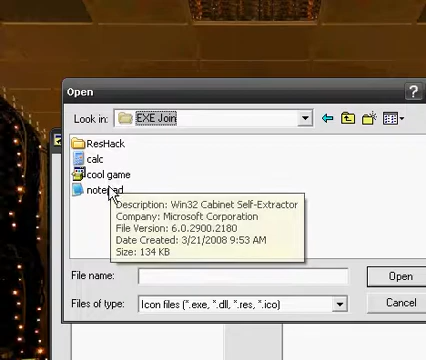 Open
Look in:
EXE Join
ResHack
calc
cool game
notepad
Description: Win32 Cabinet Self-Extractor
Company: Microsoft Corporation
File Version: 6.0.2900.2180
Date Created: 3/21/2008 9:53 AM
Size: 134 KB
File name:
Open
Files of type:
Icon files (*.exe, *.dll, *.res, *.ico)
Cancel